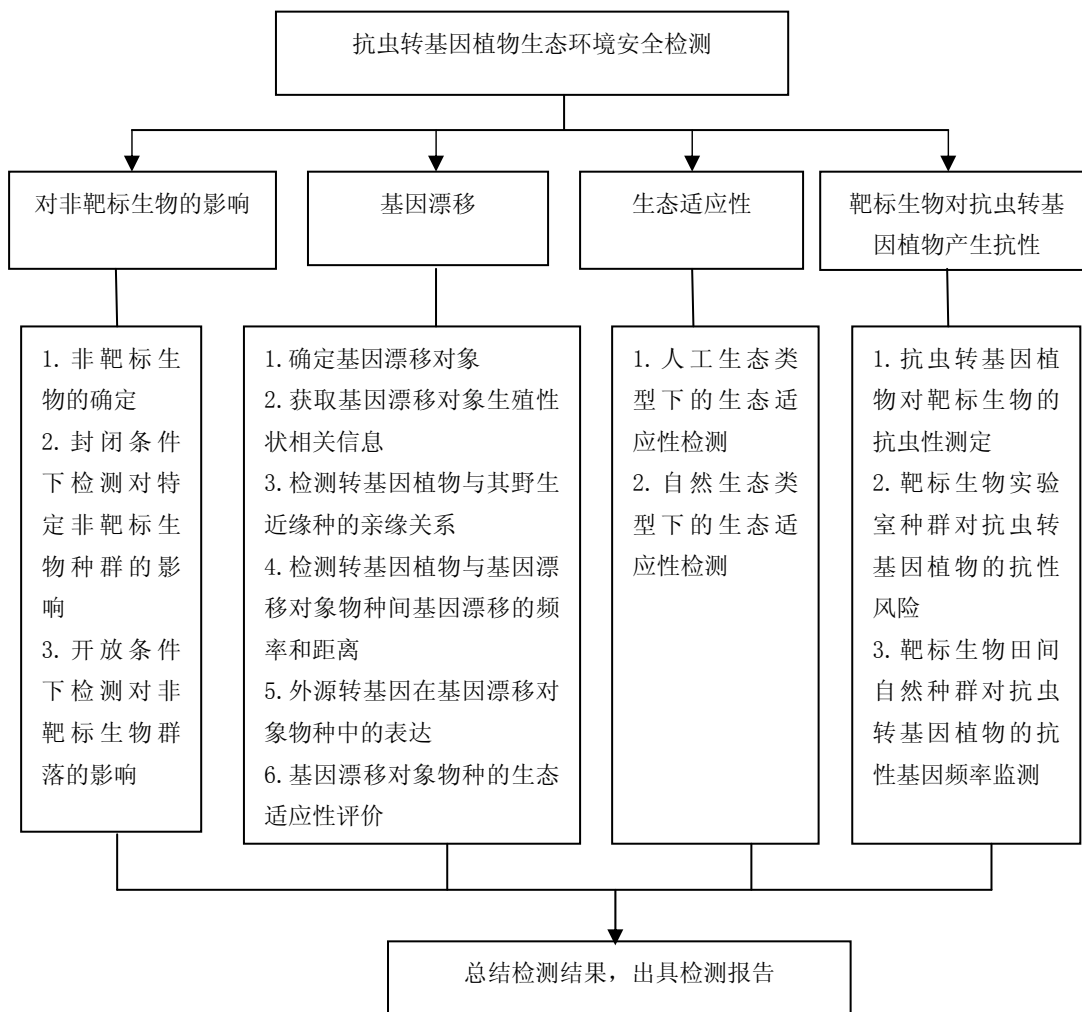 抗虫转基因植物生态环境安全检测
对非靶标生物的影响
基因漂移
生态适应性
靶标生物对抗虫转基
因植物产生抗性
1. 非靶标生
物的确定
2. 封闭条件
下检测对特
定非靶标生
物种群的影
响
3. 开放条件
下检测对非
靶标生物群
落的影响
1.确定基因漂移对象
2.获取基因漂移对象生殖性
状相关信息
3.检测转基因植物与其野生
近缘种的亲缘关系
4.检测转基因植物与基因漂
移对象物种间基因漂移的频
率和距离
5.外源转基因在基因漂移对
象物种中的表达
6.基因漂移对象物种的生态
适应性评价
1. 人工生态类
型下的生态适
应性检测
2. 自然生态类
型下的生态适
应性检测
1. 抗虫转基因植
物对靶标生物的
抗虫性测定
2. 靶标生物实验
室种群对抗虫转
基因植物的抗性
风险
3. 靶标生物田间
自然种群对抗虫
转基因植物的抗
性基因频率监测
总结检测结果，出具检测报告